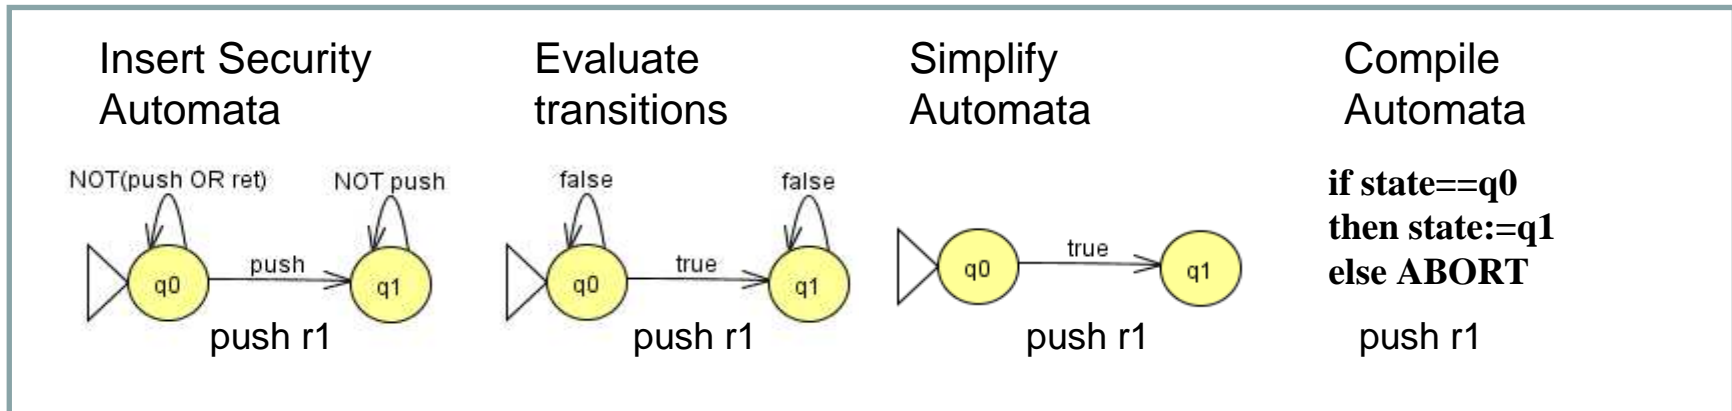 Insert Security
Automata
NOT(push OR ret)
NOT push
push
q0
q1
push r1
Evaluate
transitions
false
false
true
q0
q1
push r1
Simplify
Automata
true
q0
q1
push r1
Compile
Automata
if state==q0
then state:=q1
else ABORT
push r1